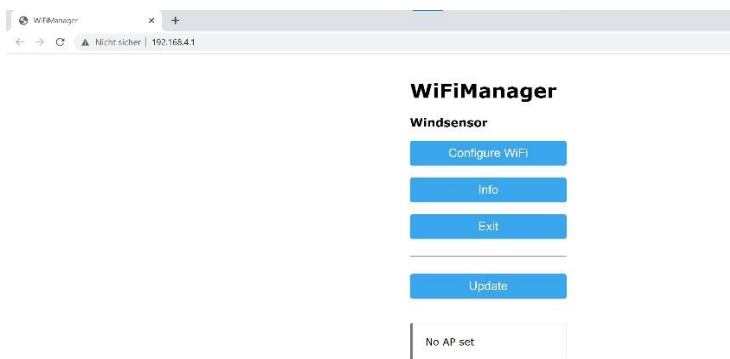 WiFiManager
Nicht sicher | 192.168.4.1
WiFiManager
Windsensor
Configure WiFi
Info
Exit
Update
No AP set